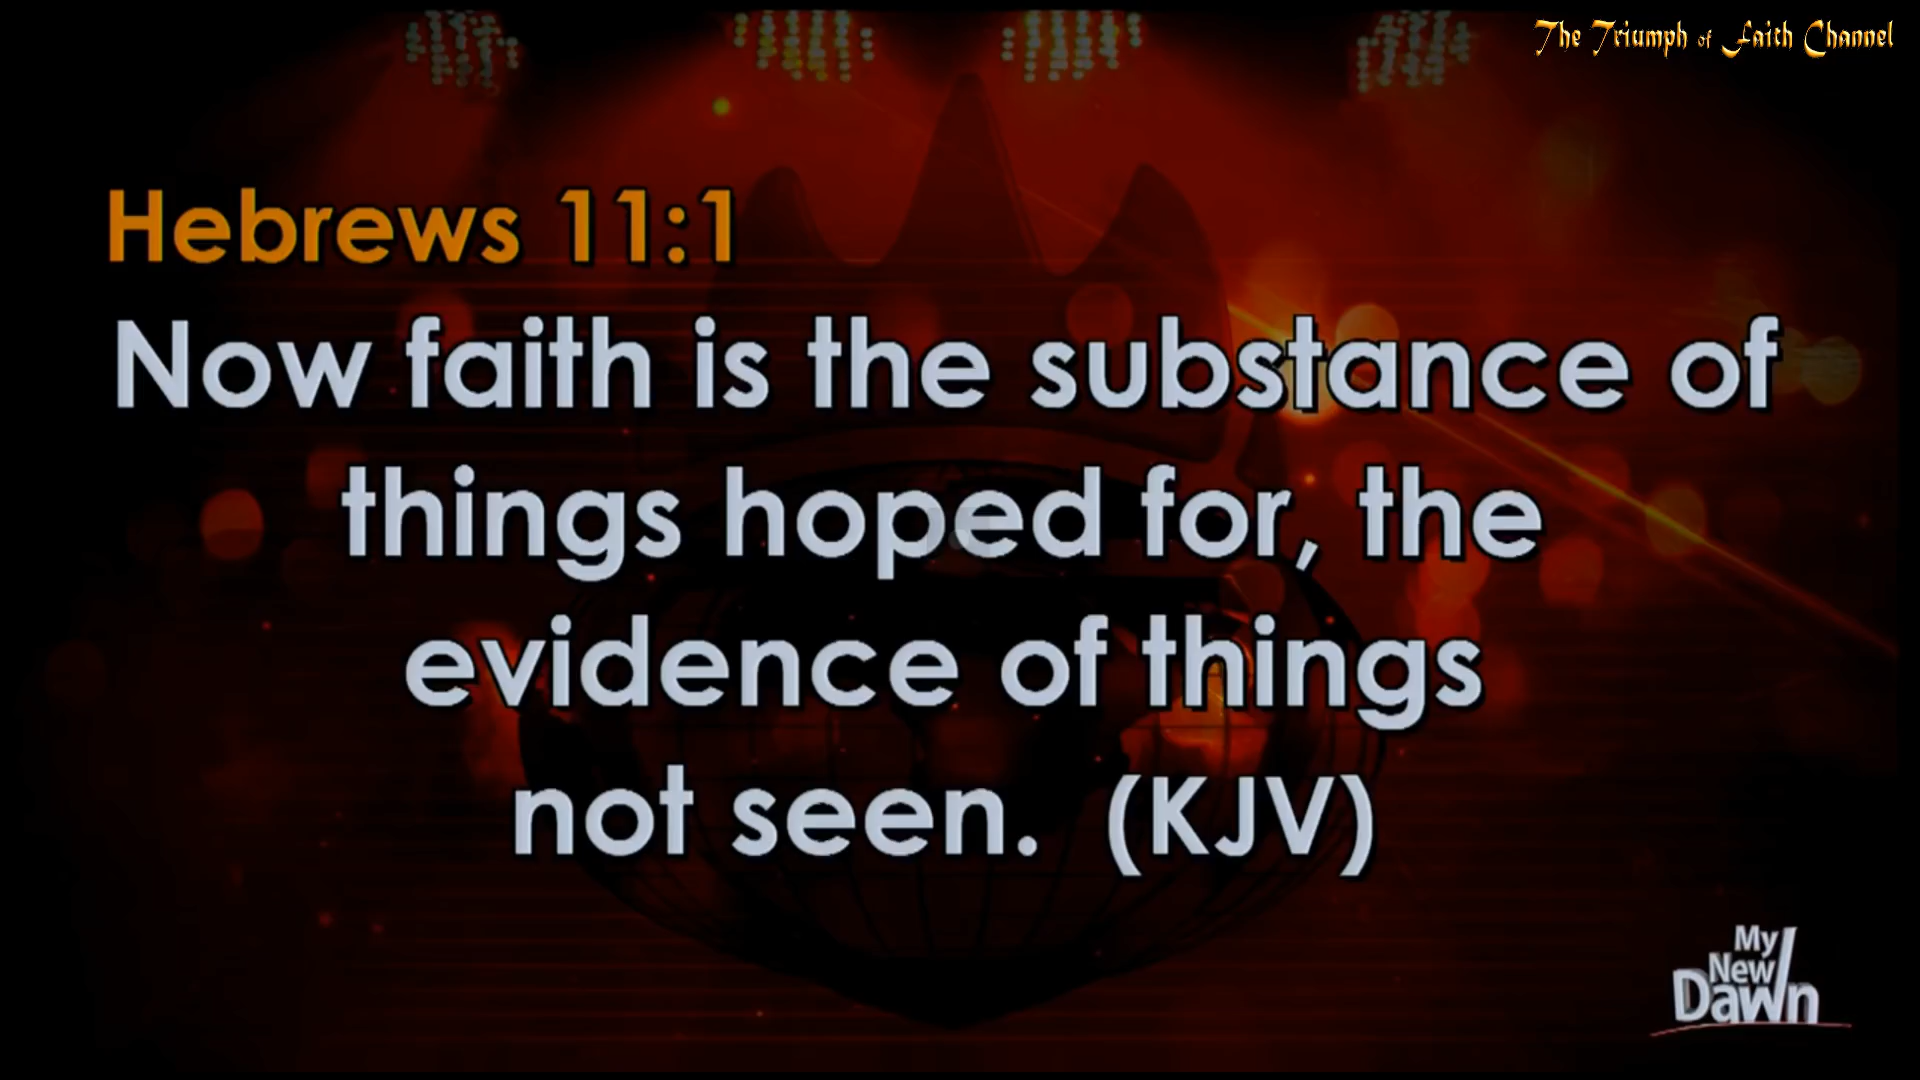 The Triumph of Faith Channel
Hebrews 11:1
Now faith is the substance of
things hoped for, the
evidence of things
not seen. (KJV)
My
New
Dawn